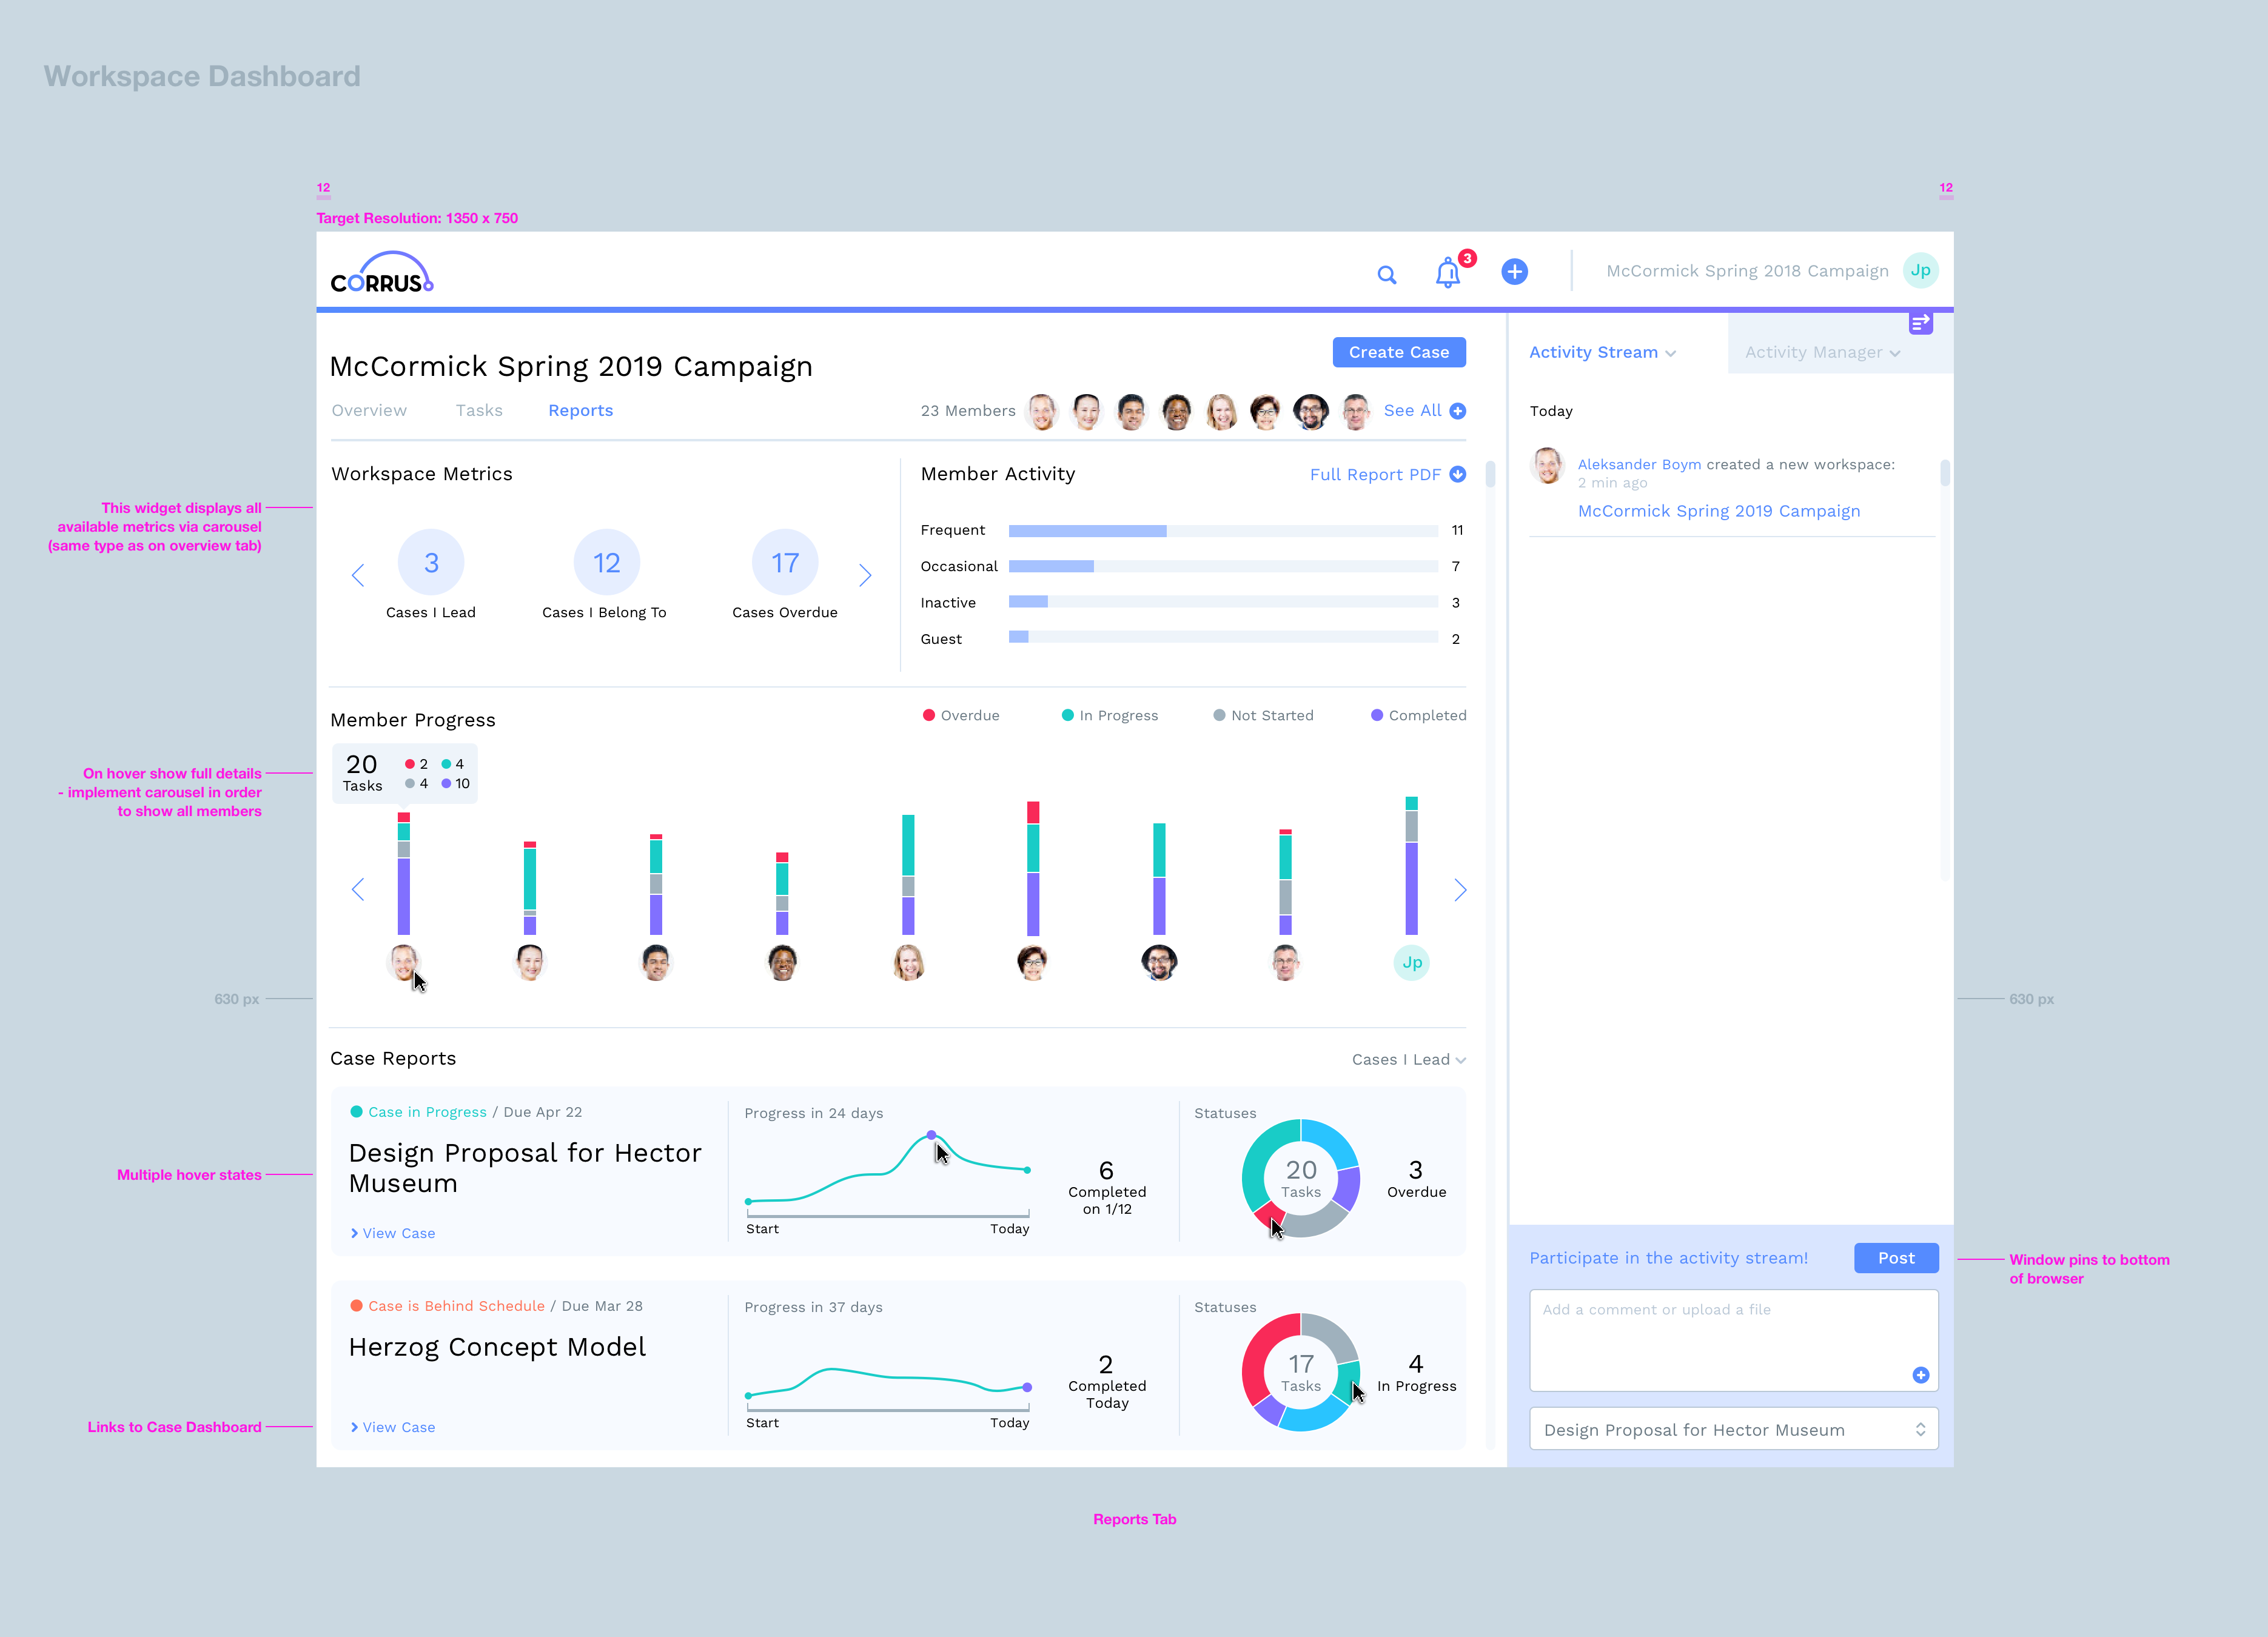 Workspace Dashboard
12
12
Target Resolution: 1350 x 750
CORRUS
3
McCormick Spring 2018 Campaign
Jp
McCormick Spring 2019 Campaign
Create Case
Overview
Tasks
Reports
23 Members
See All
Activity Stream
Activity Manager
Today
Aleksander Boym created a new workspace:
2 min ago
McCormick Spring 2019 Campaign
This widget displays all
available metrics via carousel
(same type as on overview tab)
Workspace Metrics
3
Cases I Lead
12
Cases I Belong To
17
Cases Overdue
Member Activity
Full Report PDF
Frequent 11
Occasional 7
Inactive 3
Guest 2
On hover show full details
- implement carousel in order
to show all members
Member Progress
Overdue
In Progress
Not Started
Completed
20
Tasks
2
4
4
10
Jp
630 px
630 px
Case Reports
Cases I Lead
Multiple hover states
Case in Progress / Due Apr 22
Design Proposal for Hector
Museum
View Case
Progress in 24 days
Start
Today
6
Completed
on 1/12
Statuses
20
Tasks
3
Overdue
Links to Case Dashboard
Case is Behind Schedule / Due Mar 28
Herzog Concept Model
View Case
Progress in 37 days
Start
Today
2
Completed
Today
Statuses
17
Tasks
4
In Progress
Participate in the activity stream!
Post
Add a comment or upload a file
Design Proposal for Hector Museum
Window pins to bottom
of browser
Reports Tab